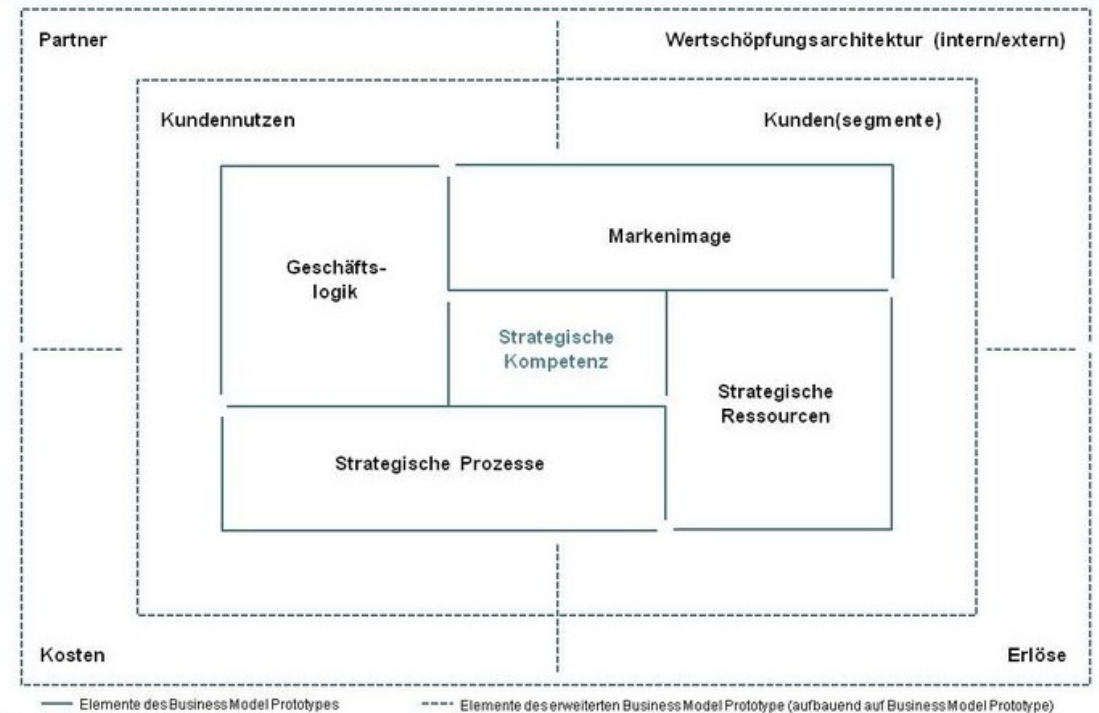 Partner
Wertschöpfungsarchitektur (intern/extern)
Kundennutzen
Kunden(segmente)
Geschäfts-
logik
Markenimage
Strategische
Kompetenz
Strategische
Ressourcen
Strategische Prozesse
Kosten
Erlöse
Elemente des Business Model Prototypes
Elemente des erweiterten Business Model Prototype (aufbauend auf Business Model Prototype)